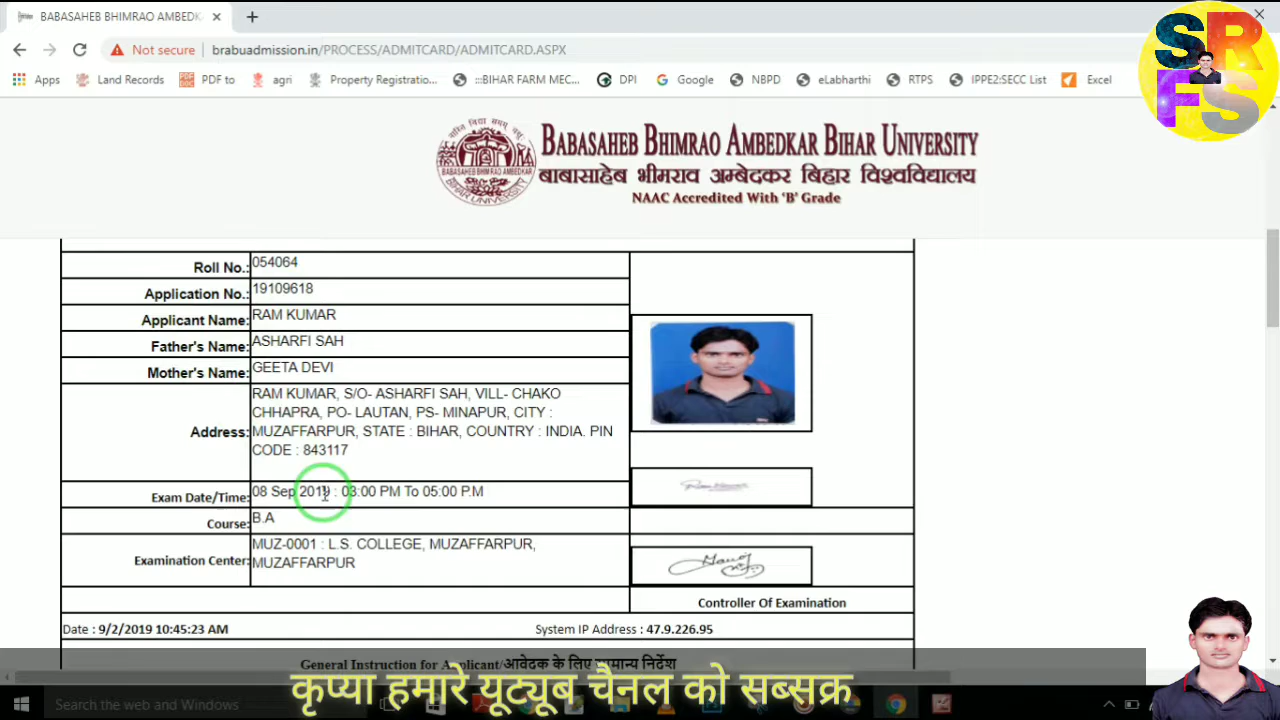 BABASAHEB BHIMRAO AMBEDK
Not secure
brabuadmission.in/PROCESS/ADMITCARD/ADMITCARD.ASPX
Apps Land Records PDF to agri Property Registratio... :::BIHAR FARM MEC... DPI Google NBPD eLabharthi RTPS IPPE2:SECC List Excel
SRFS
BABASAHEB BHIMRAO AMBEDKAR BIHAR UNIVERSITY
बाबासाहेब भीमराव अम्बेदकर बिहार विश्वविद्यालय
NAAC Accredited With 'B' Grade
Roll No.: 054064
Application No.: 19109618
Applicant Name: RAM KUMAR
Father's Name: ASHARFI SAH
Mother's Name: GEETA DEVI
Address: RAM KUMAR, S/O- ASHARFI SAH, VILL- CHAKO
CHHAPRA, PO- LAUTAN, PS- MINAPUR, CITY :
MUZAFFARPUR, STATE : BIHAR, COUNTRY : INDIA. PIN
CODE : 843117
Exam Date/Time: 08 Sep 2019 : 03:00 PM To 05:00 P.M
Course: B.A
Examination Center: MUZ-0001 : L.S. COLLEGE, MUZAFFARPUR,
MUZAFFARPUR
Controller Of Examination
Date : 9/2/2019 10:45:23 AM System IP Address : 47.9.226.95
General Instruction for Applicant/आवेदक के लिए सामान्य निर्देश
कृप्या हमारे यूट्यूब चैनल को सब्सक्र
Search the web and Windows